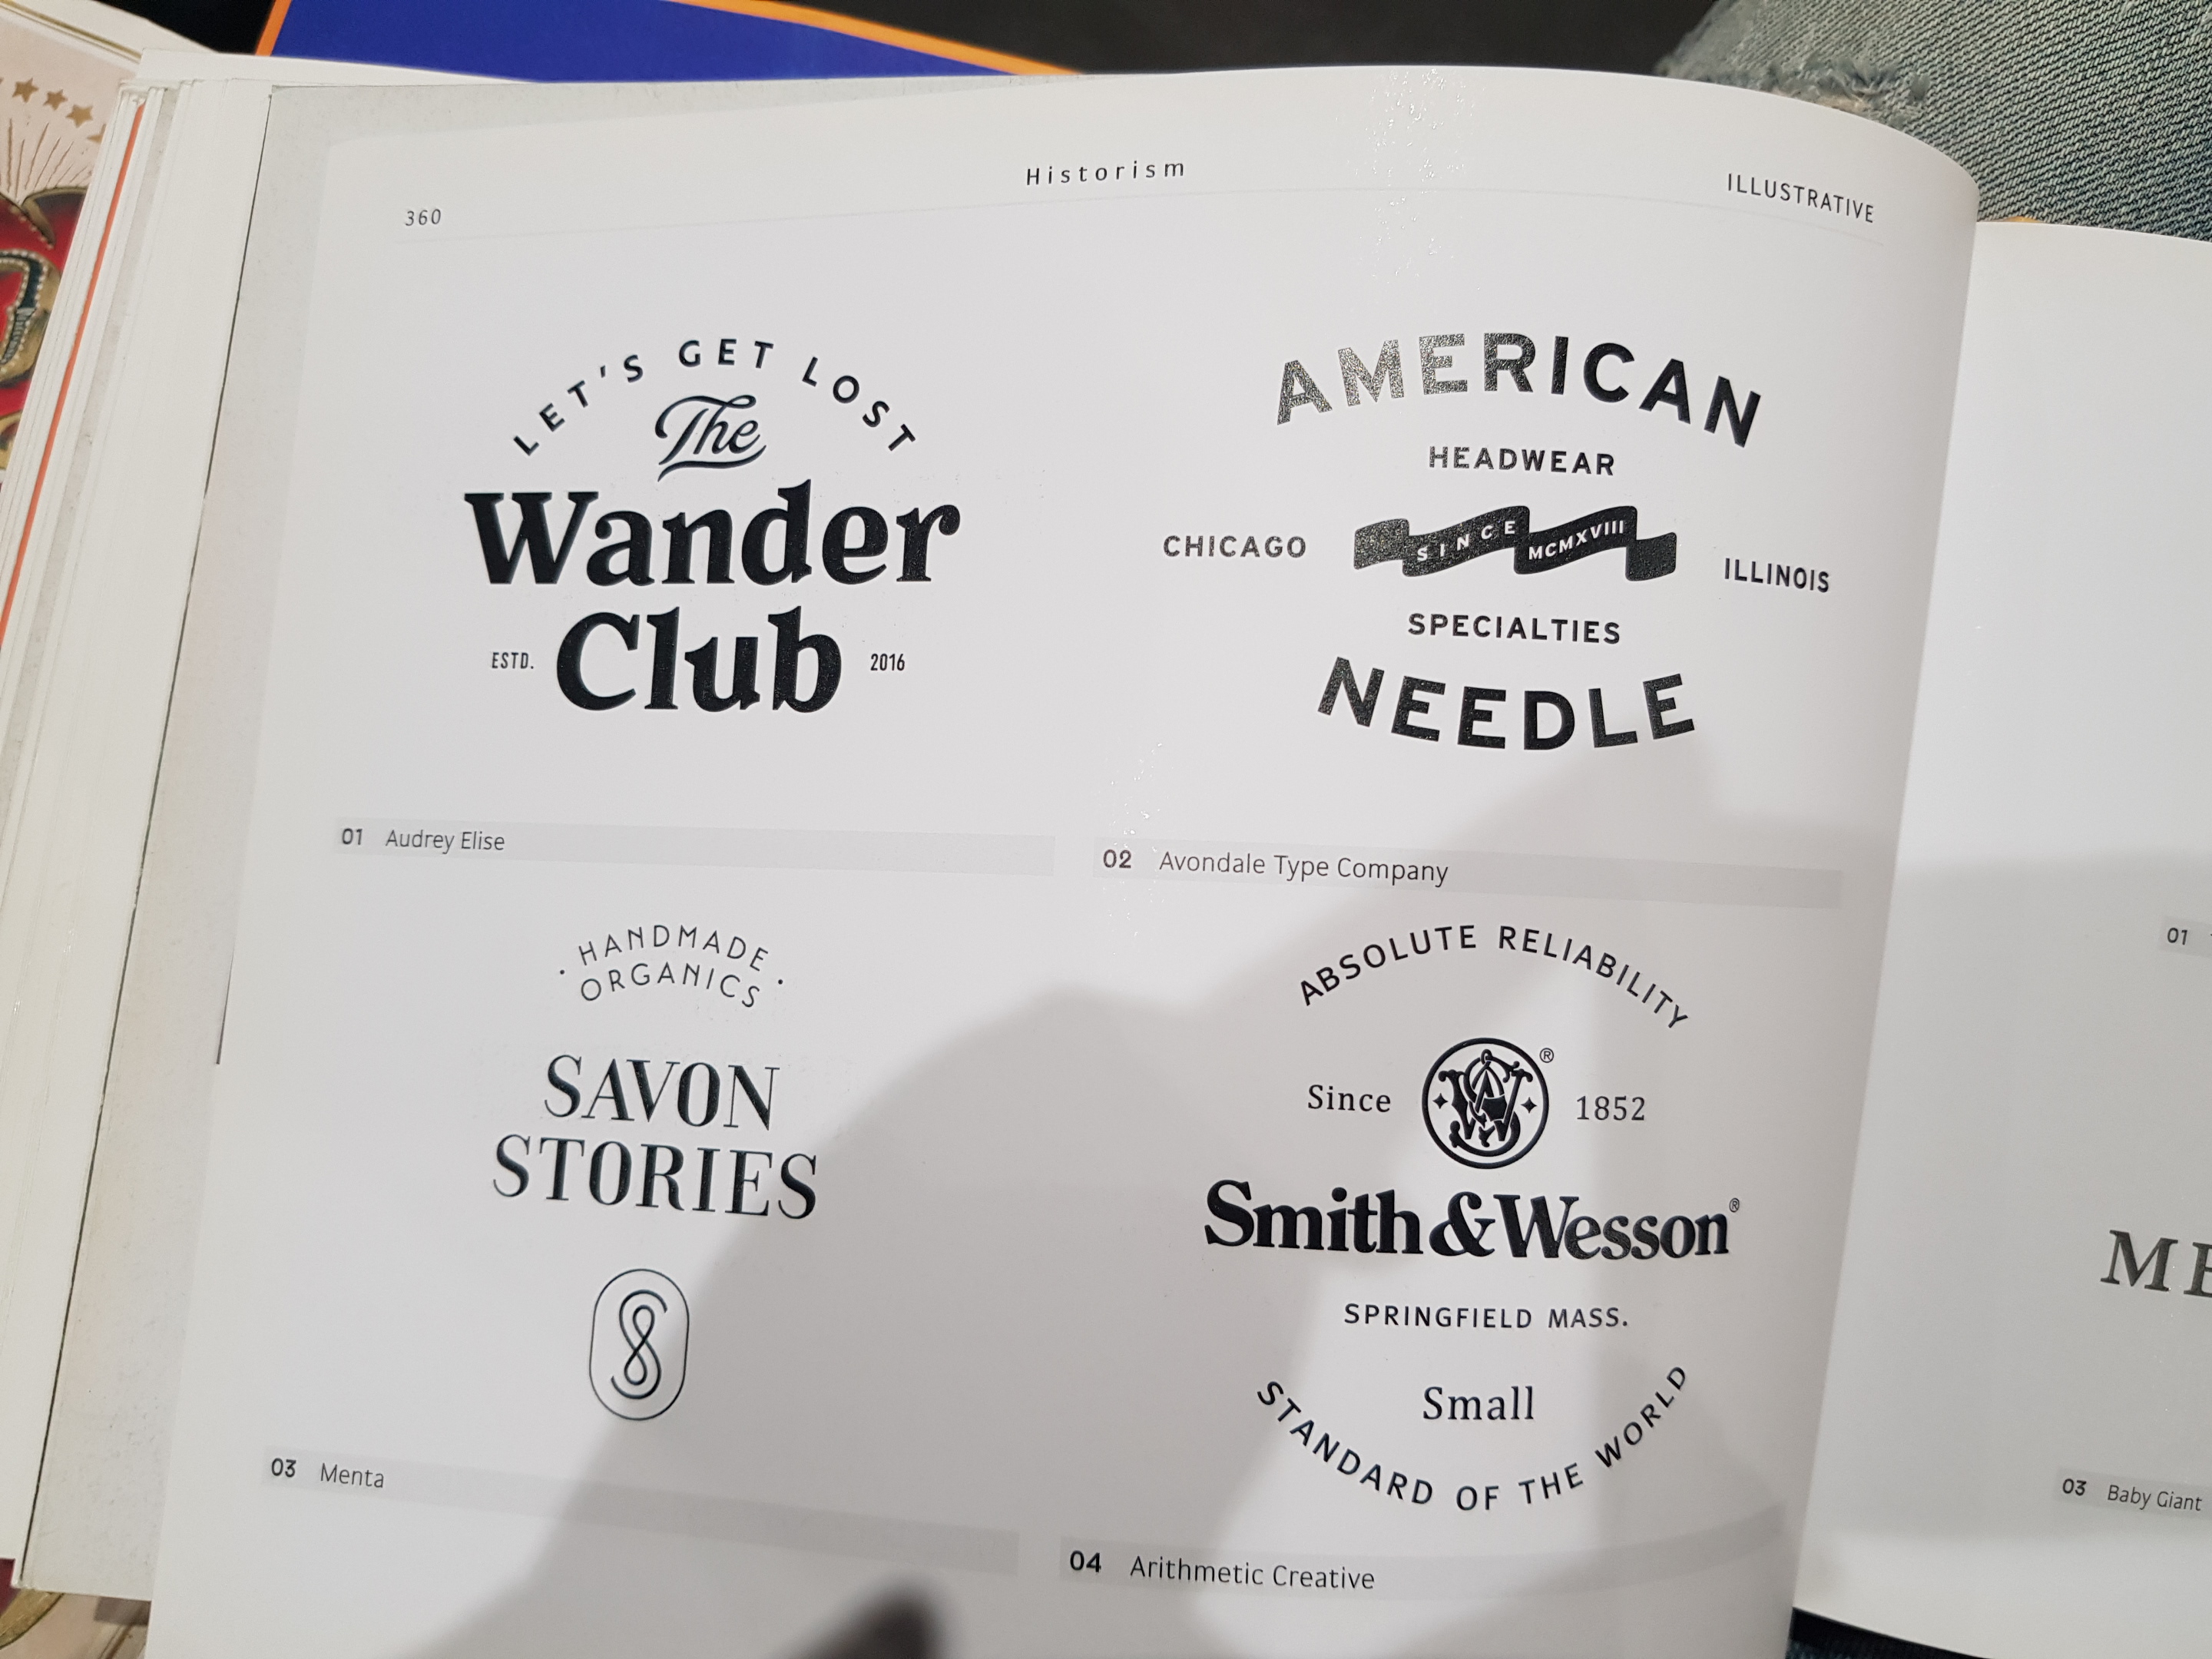 360
Historism
ILLUSTRATIVE
LET'S GET LOST
The
Wander
ESTD. Club 2016
01 Audrey Elise
AMERICAN
HEADWEAR
CHICAGO SINCE MCMXVIII ILLINOIS
SPECIALTIES
NEEDLE
02 Avondale Type Company
· HANDMADE ·
ORGANICS
SAVON
STORIES
S
03 Menta
ABSOLUTE RELIABILITY
Since SW® 1852
Smith&Wesson®
SPRINGFIELD MASS.
Small
STANDARD OF THE WORLD
04 Arithmetic Creative
01
ME
03 Baby Giant